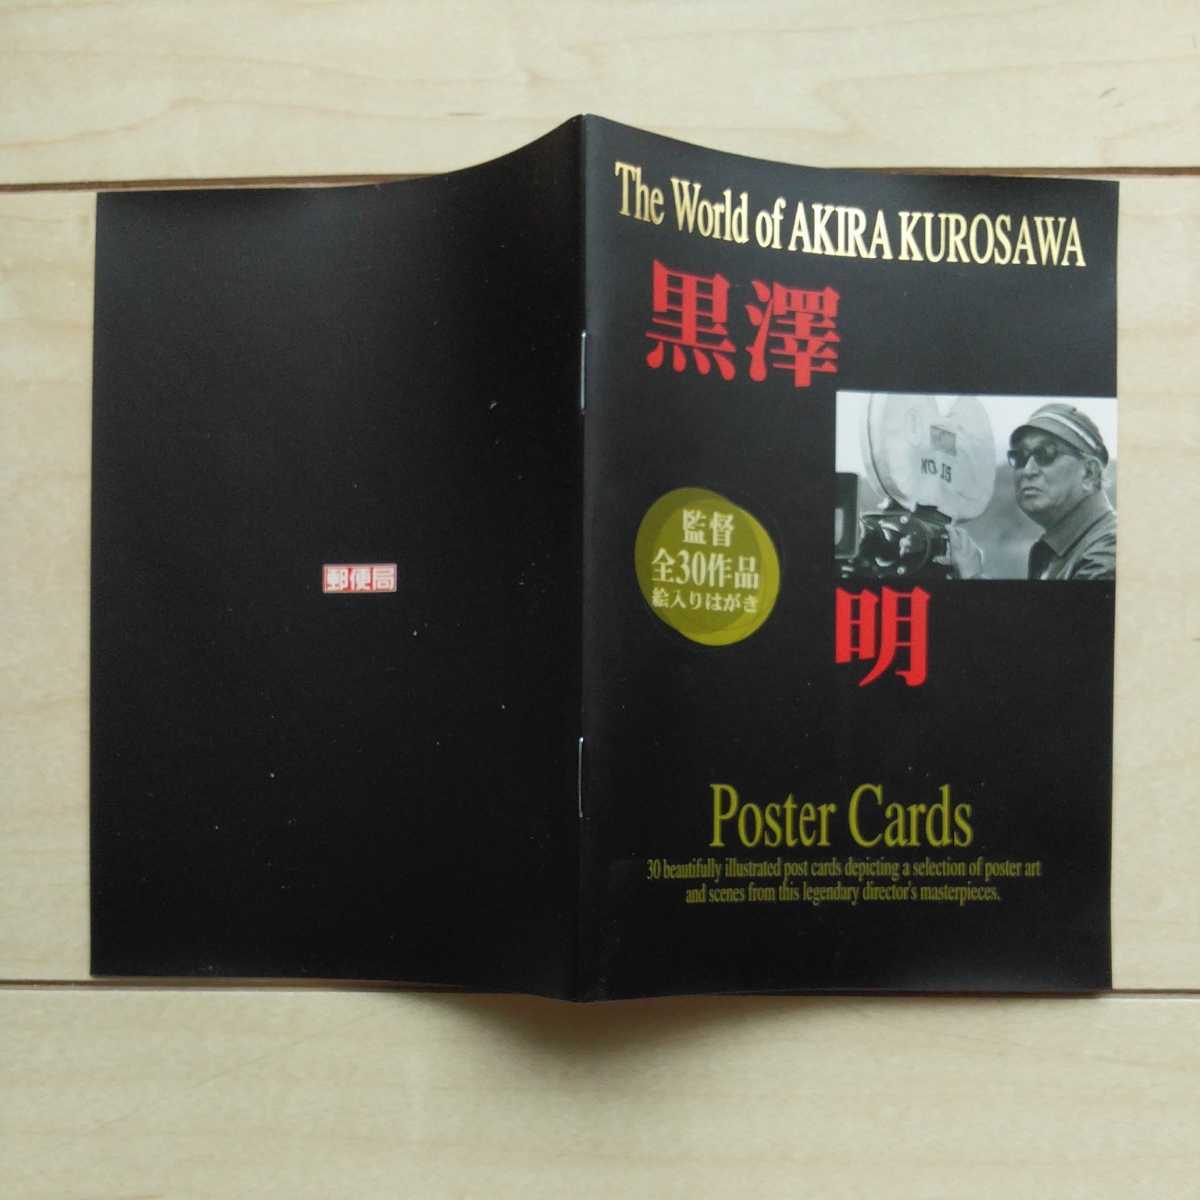 The World of AKIRA KUROSAWA
黒澤
NO.15
監督
全30作品
絵入りはがき
明
郵便局
Poster Cards
30 beautifully illustrated post cards depicting a selection of poster art
and scenes from this legendary director's masterpieces.